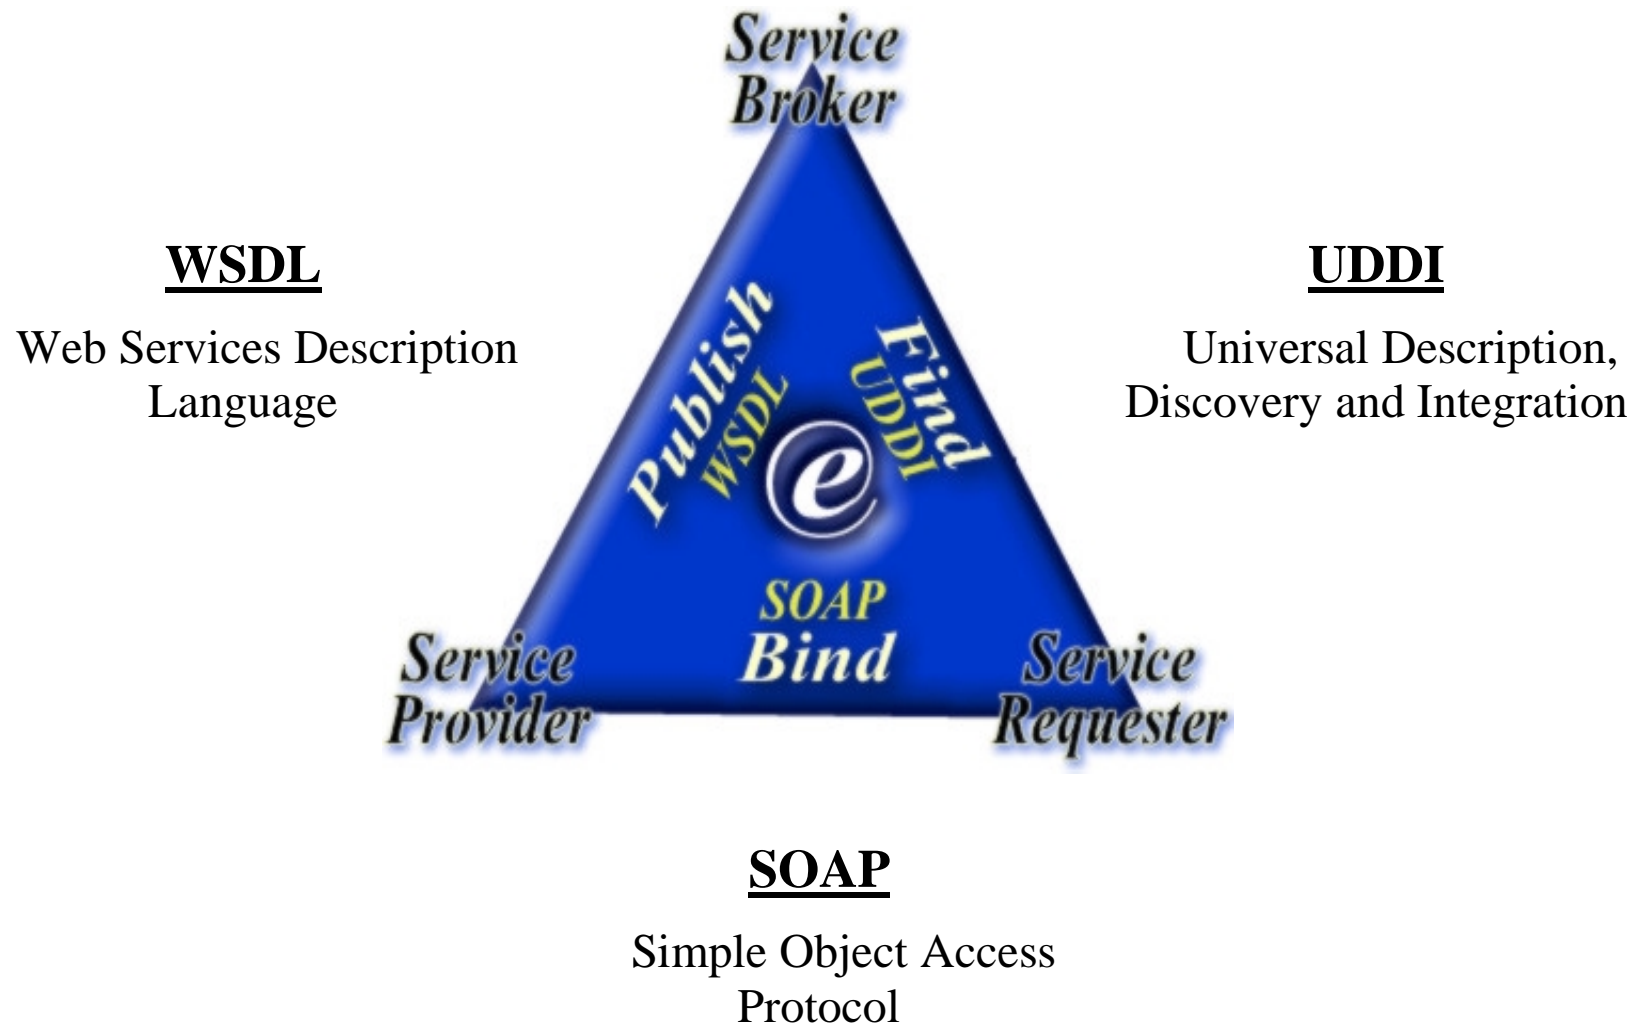 Service
Broker
WSDL
Web Services Description
Language
UDDI
Universal Description,
Discovery and Integration
Publish
WSDL
Find
UDDI
e
SOAP
Bind
Service
Provider
Service
Requester
SOAP
Simple Object Access
Protocol